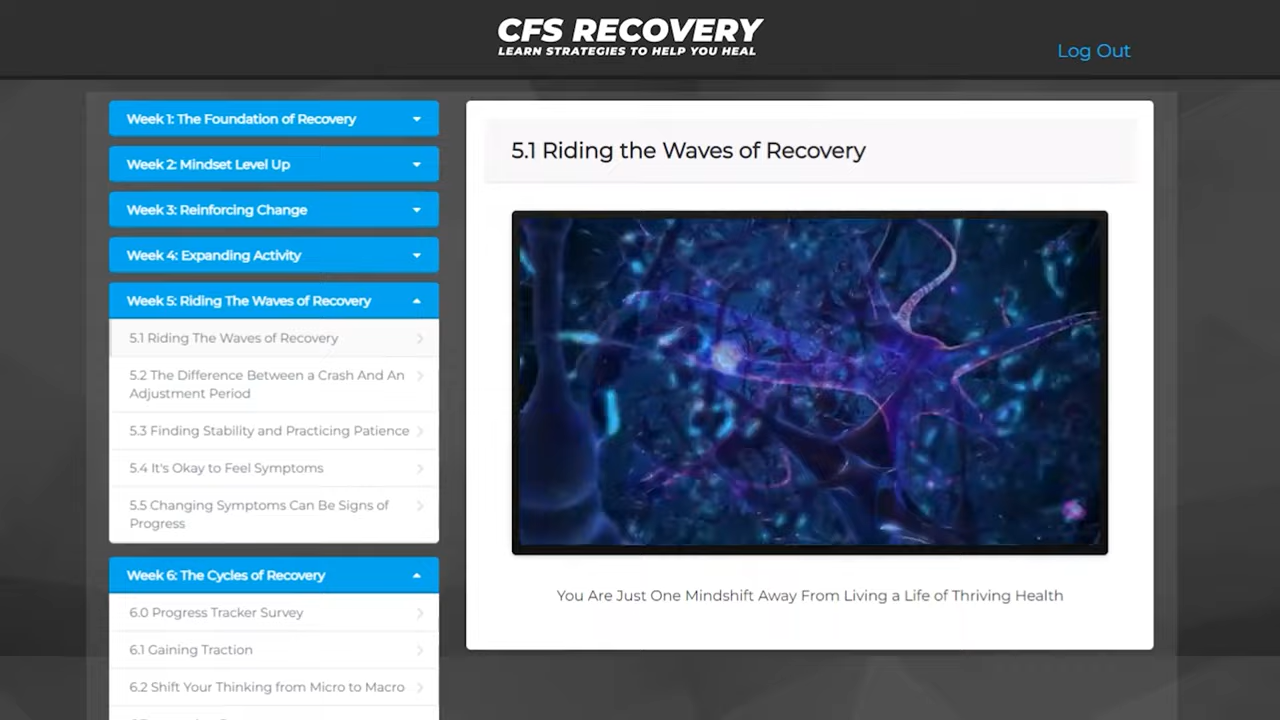 CFS RECOVERY
LEARN STRATEGIES TO HELP YOU HEAL
Log Out
Week 1: The Foundation of Recovery
Week 2: Mindset Level Up
Week 3: Reinforcing Change
Week 4: Expanding Activity
Week 5: Riding The Waves of Recovery
5.1 Riding The Waves of Recovery
5.2 The Difference Between a Crash And An
Adjustment Period
5.3 Finding Stability and Practicing Patience
5.4 It's Okay to Feel Symptoms
5.5 Changing Symptoms Can Be Signs of
Progress
Week 6: The Cycles of Recovery
6.0 Progress Tracker Survey
6.1 Gaining Traction
6.2 Shift Your Thinking from Micro to Macro
5.1 Riding the Waves of Recovery
You Are Just One Mindshift Away From Living a Life of Thriving Health